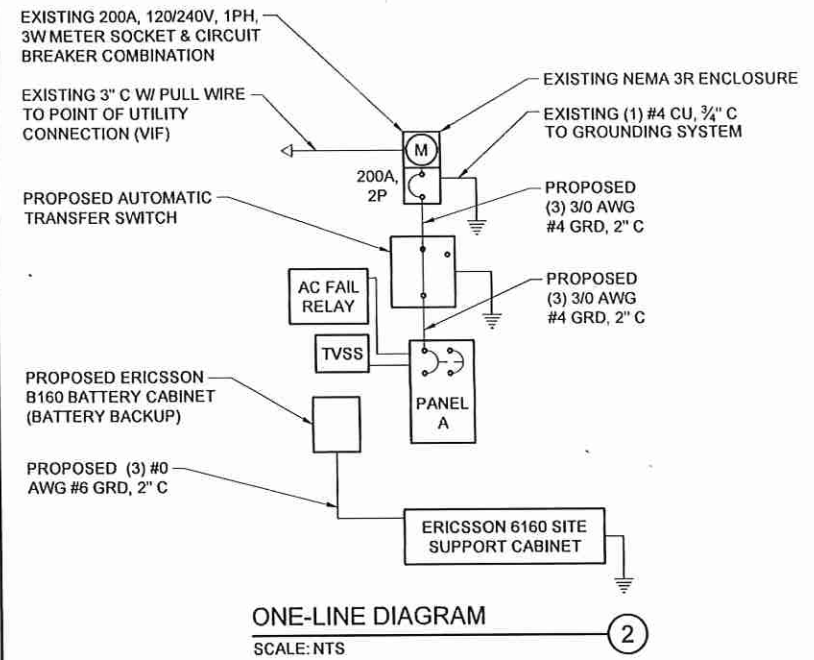 EXISTING 200A, 120/240V, 1PH,
3W METER SOCKET & CIRCUIT
BREAKER COMBINATION
EXISTING NEMA 3R ENCLOSURE
EXISTING 3" C W/ PULL WIRE
TO POINT OF UTILITY
CONNECTION (VIF)
EXISTING (1) #4 CU, ¾" C
TO GROUNDING SYSTEM
M
200A,
2P
PROPOSED AUTOMATIC
TRANSFER SWITCH
PROPOSED
(3) 3/0 AWG
#4 GRD, 2" C
AC FAIL
RELAY
PROPOSED
(3) 3/0 AWG
#4 GRD, 2" C
TVSS
PANEL
A
PROPOSED ERICSSON
B160 BATTERY CABINET
(BATTERY BACKUP)
PROPOSED (3) #0
AWG #6 GRD, 2" C
ERICSSON 6160 SITE
SUPPORT CABINET
ONE-LINE DIAGRAM
SCALE: NTS
2